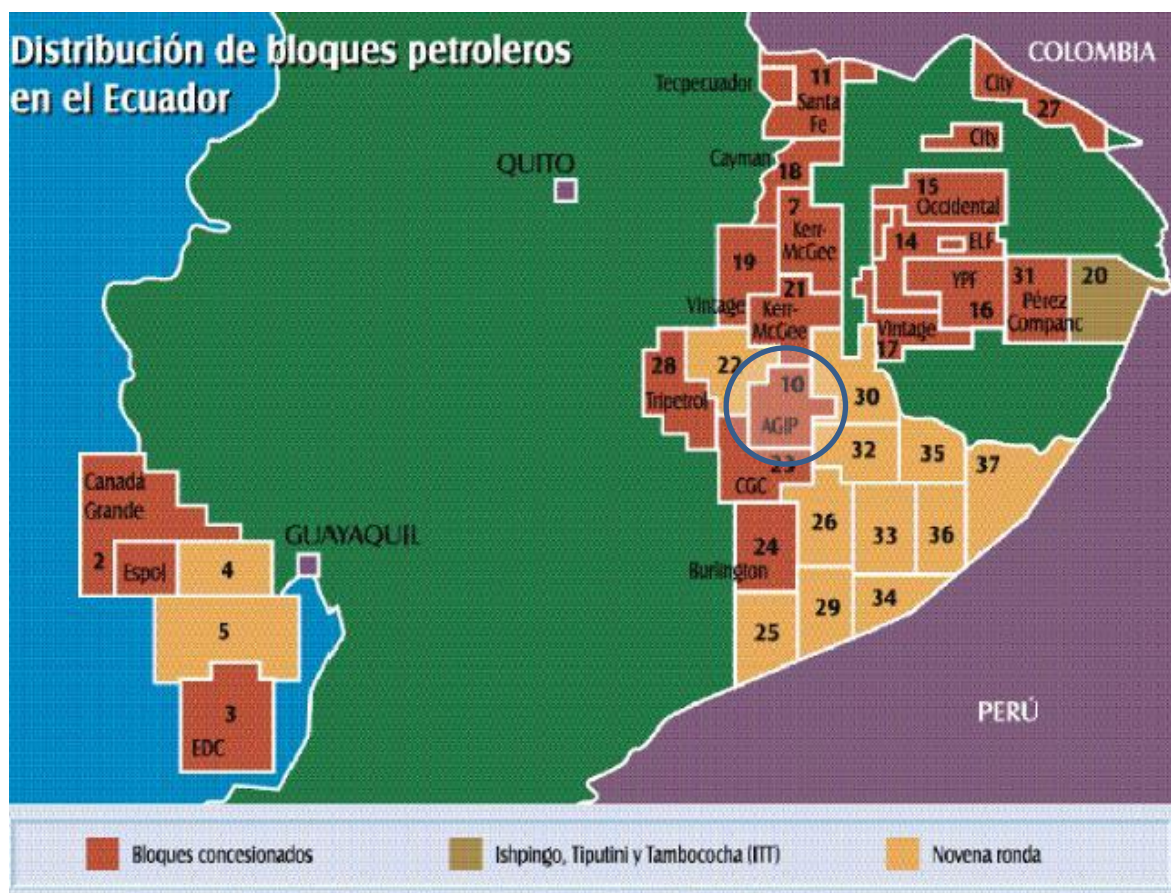 Distribución de bloques petroleros
en el Ecuador
COLOMBIA
Tecpecuador
11
Santa
Fe
City
27
City
QUITO
Cayman
18
7
Kerr-
McGee
15
Occidental
14
ELF
19
21
YPF
16
31
Pérez
Companc
20
Vintage
Kerr-
McGee
Vintage
17
28
Tripetrol
22
10
AGIP
30
23
CGC
32
35
37
Canadá
Grande
2
Espol
4
GUAYAQUIL
24
Burlington
26
33
36
5
25
29
34
3
EDC
PERÚ
Bloques concesionados
Ishpingo, Tiputini y Tambococha (ITT)
Novena ronda